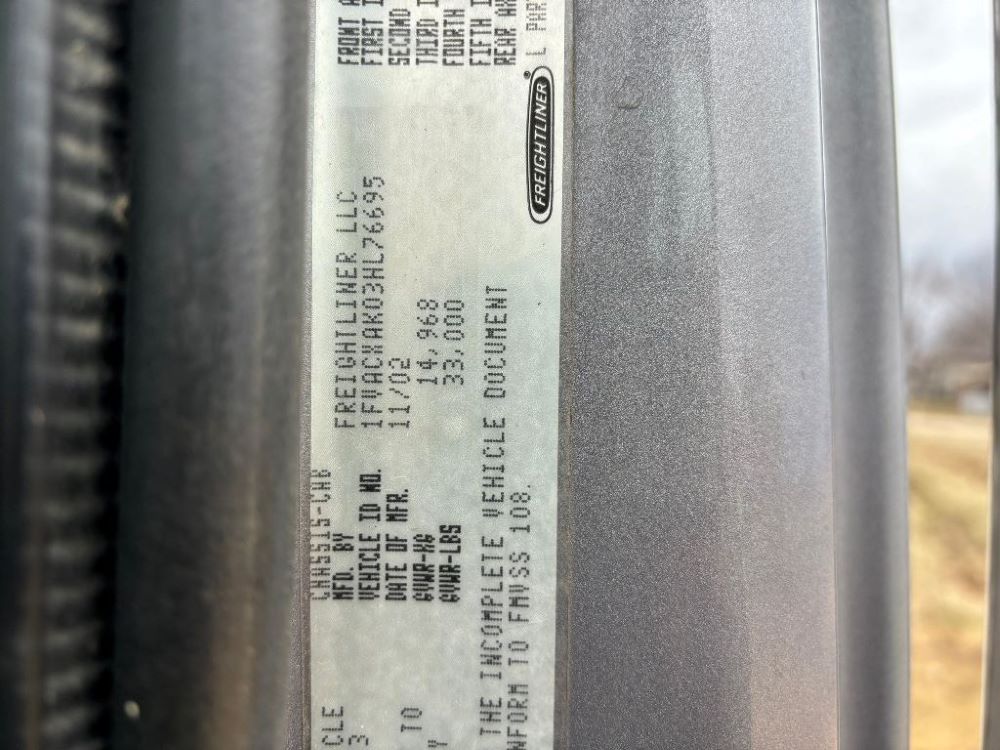 CHASSIS-CAB
MFD. BY FREIGHTLINER LLC
VEHICLE ID NO. 1FVACXAK03HL76695
DATE OF MFR. 11/02
GVWR-KG 14,968
GVWR-LBS 33,000
THE INCOMPLETE VEHICLE DOCUMENT
NFORM TO FMVSS 108.
CLE
3
TO
Y
FRONT A
FIRST I
SECOND
THIRD I
FOURTH
FIFTH I
REAR AX
L PAR
FREIGHTLINER